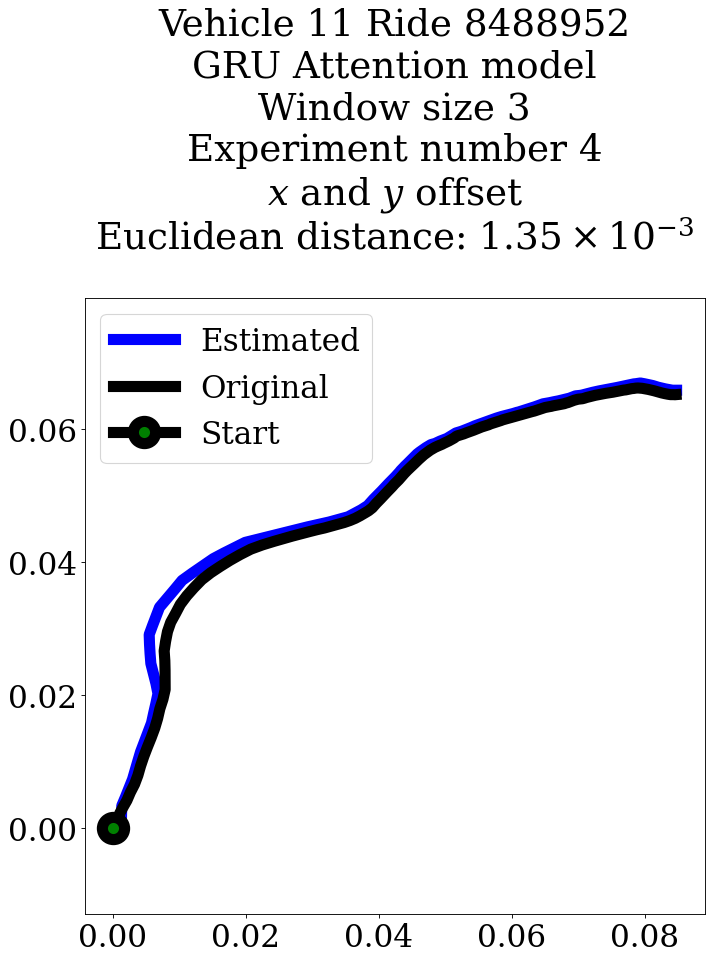 Vehicle 11 Ride 8488952
GRU Attention model
Window size 3
Experiment number 4
x and y offset
Euclidean distance: 1.35 × 10⁻³
Estimated
Original
Start
0.06
0.04
0.02
0.00
0.00 0.02 0.04 0.06 0.08